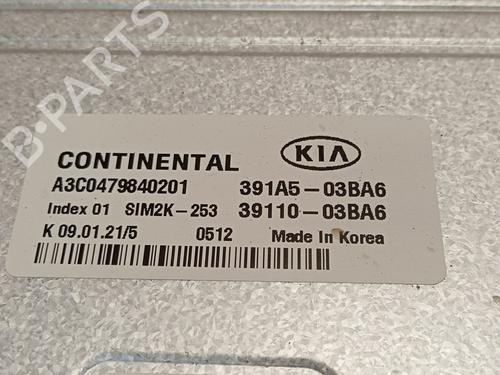 B-PARTS
CONTINENTAL
KIA
A3C0479840201
391A5-03BA6
Index 01 SIM2K-253
39110-03BA6
K 09.01.21/5
0512
Made In Korea